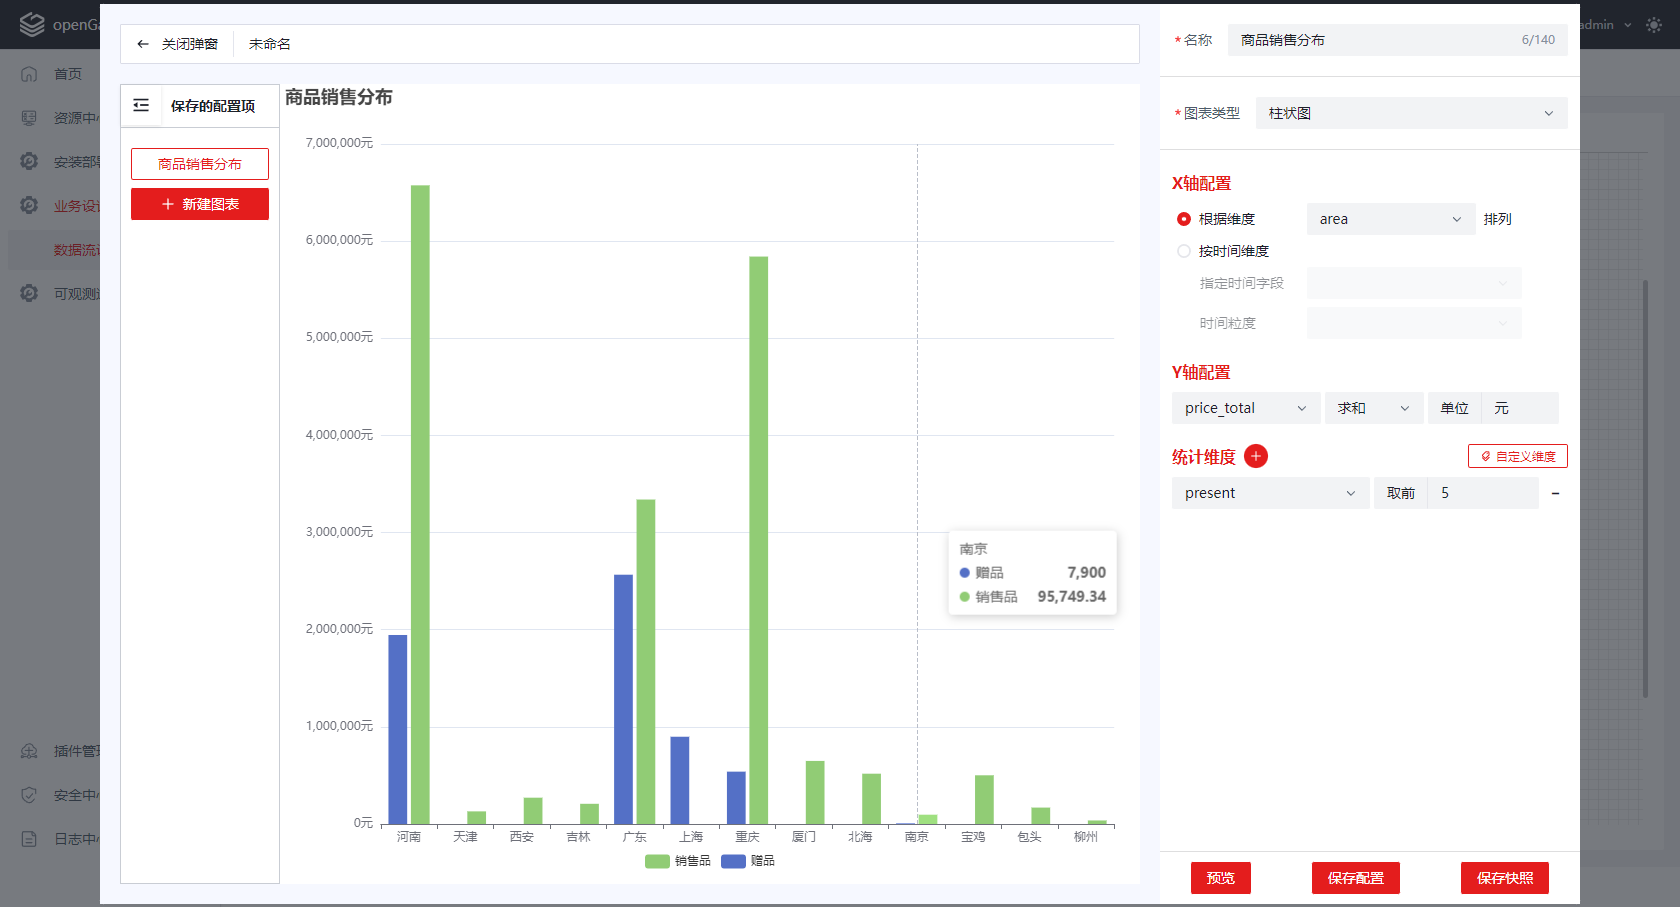 openGa
admin
首页
资源中心
安装部署
业务设计
数据流
可观测
插件管理
安全中心
日志中心
关闭弹窗
未命名
保存的配置项
商品销售分布
+ 新建图表
商品销售分布
7,000,000元
6,000,000元
5,000,000元
4,000,000元
3,000,000元
2,000,000元
1,000,000元
0元
河南 天津 西安 吉林 广东 上海 重庆 厦门 北海 南京 宝鸡 包头 柳州
销售品 赠品
南京
赠品 7,900
销售品 95,749.34
*名称 商品销售分布 6/140
*图表类型 柱状图
X轴配置
根据维度 area 排列
按时间维度
指定时间字段
时间粒度
Y轴配置
price_total 求和 单位 元
统计维度 + 自定义维度
present 取前 5 -
预览 保存配置 保存快照